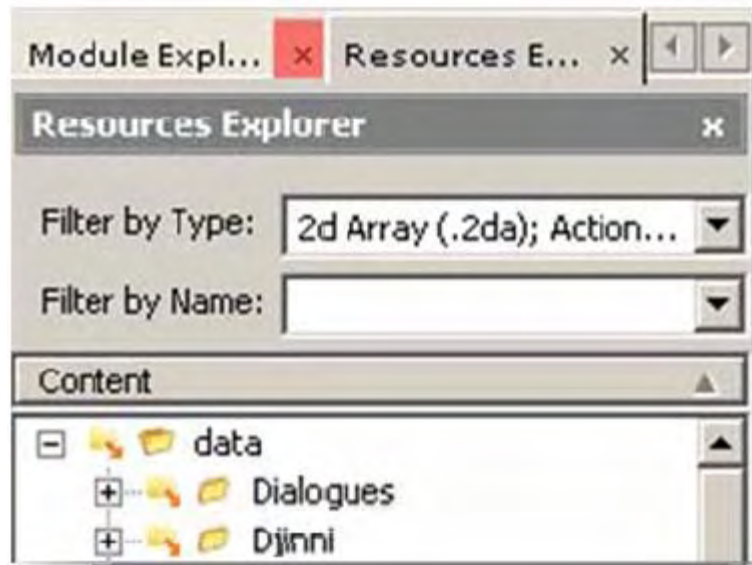 Module Expl... × Resources E... ×
Resources Explorer ×
Filter by Type: 2d Array (.2da); Action...
Filter by Name:
Content
data
Dialogues
Djinni